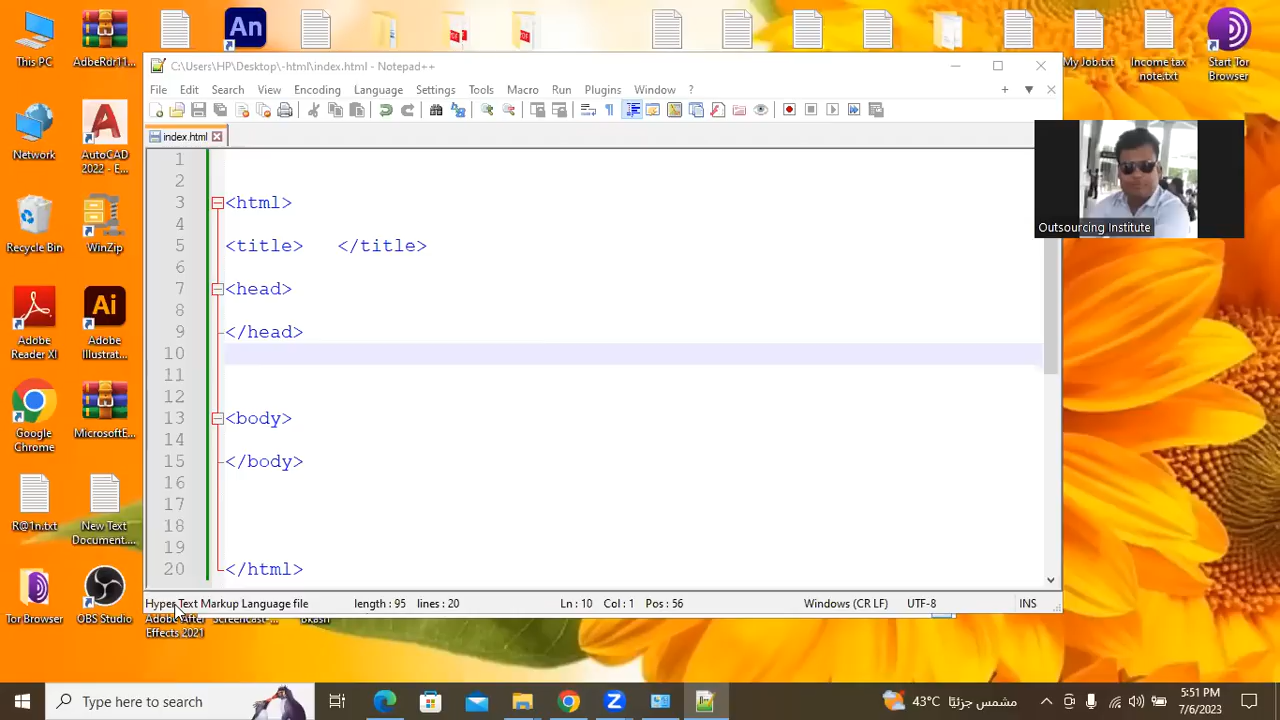 This PC
AdbeRdr11...
An
My Job.txt
Income tax note.txt
Start Tor Browser
C:\Users\HP\Desktop\-html\index.html - Notepad++
File Edit Search View Encoding Language Settings Tools Macro Run Plugins Window ?
index.html
1
2
3 <html>
4
5 <title> </title>
6
7 <head>
8
9 </head>
10
11
12
13 <body>
14
15 </body>
16
17
18
19
20 </html>
Hyper Text Markup Language file length : 95 lines : 20 Ln : 10 Col : 1 Pos : 56 Windows (CR LF) UTF-8 INS
Outsourcing Institute
Network
AutoCAD 2022 - E...
Recycle Bin
WinZip
Adobe Reader XI
Ai
Adobe Illustrat...
Google Chrome
MicrosoftE...
R@1n.txt
New Text Document....
Tor Browser
OBS Studio
Adobe After Effects 2021
Screencast-...
Bkash
Type here to search
43°C مشمس جزئيًا
5:51 PM
7/6/2023